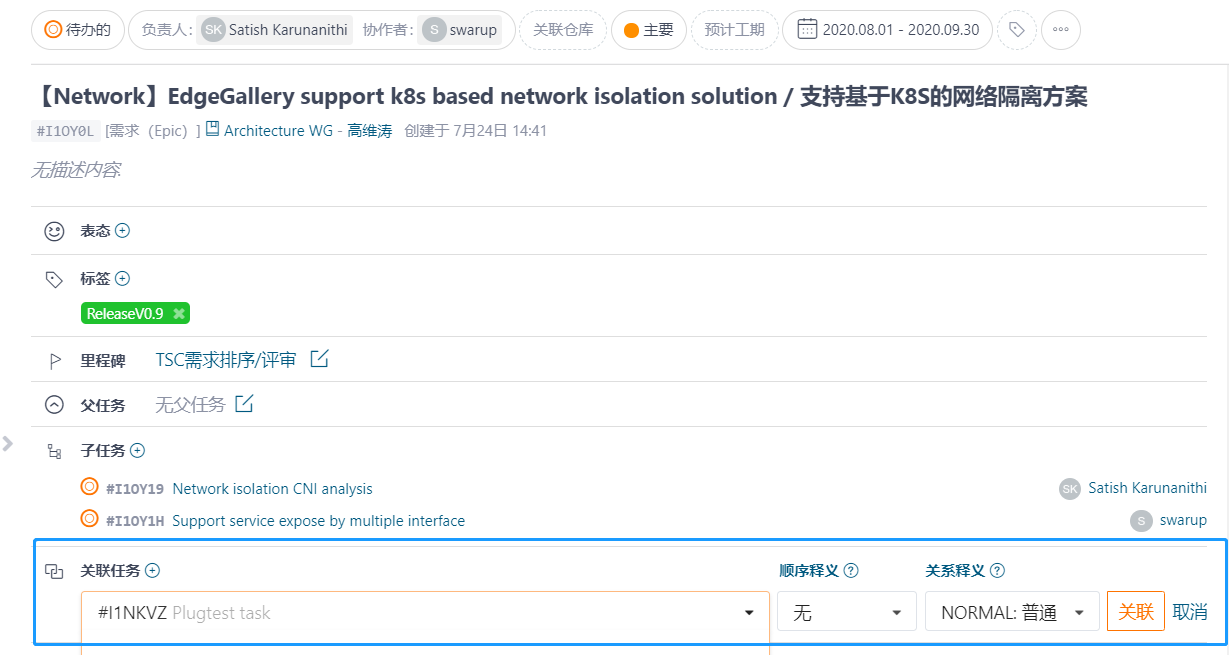 待办的 负责人: SK Satish Karunanithi 协作者: S swarup 关联仓库 主要 预计工期 2020.08.01 - 2020.09.30
【Network】EdgeGallery support k8s based network isolation solution / 支持基于K8S的网络隔离方案
#I1OY0L [需求（Epic）] Architecture WG - 高维涛 创建于 7月24日 14:41
无描述内容.
表态
标签
ReleaseV0.9
里程碑 TSC需求排序/评审
父任务 无父任务
子任务
#I1OY19 Network isolation CNI analysis SK Satish Karunanithi
#I1OY1H Support service expose by multiple interface S swarup
关联任务 顺序释义 关系释义
#I1NKVZ Plugtest task 无 NORMAL: 普通 关联 取消